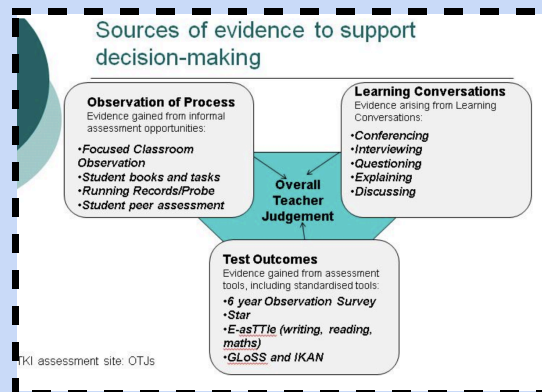 Sources of evidence to support
decision-making
Observation of Process
Evidence gained from informal
assessment opportunities:
•Focused Classroom
Observation
•Student books and tasks
•Running Records/Probe
•Student peer assessment
Learning Conversations
Evidence arising from Learning
Conversations:
•Conferencing
•Interviewing
•Questioning
•Explaining
•Discussing
Overall
Teacher
Judgement
Test Outcomes
Evidence gained from assessment
tools, including standardised tools:
•6 year Observation Survey
•Star
•E-asTTle (writing, reading,
maths)
•GLoSS and IKAN
TKI assessment site: OTJs